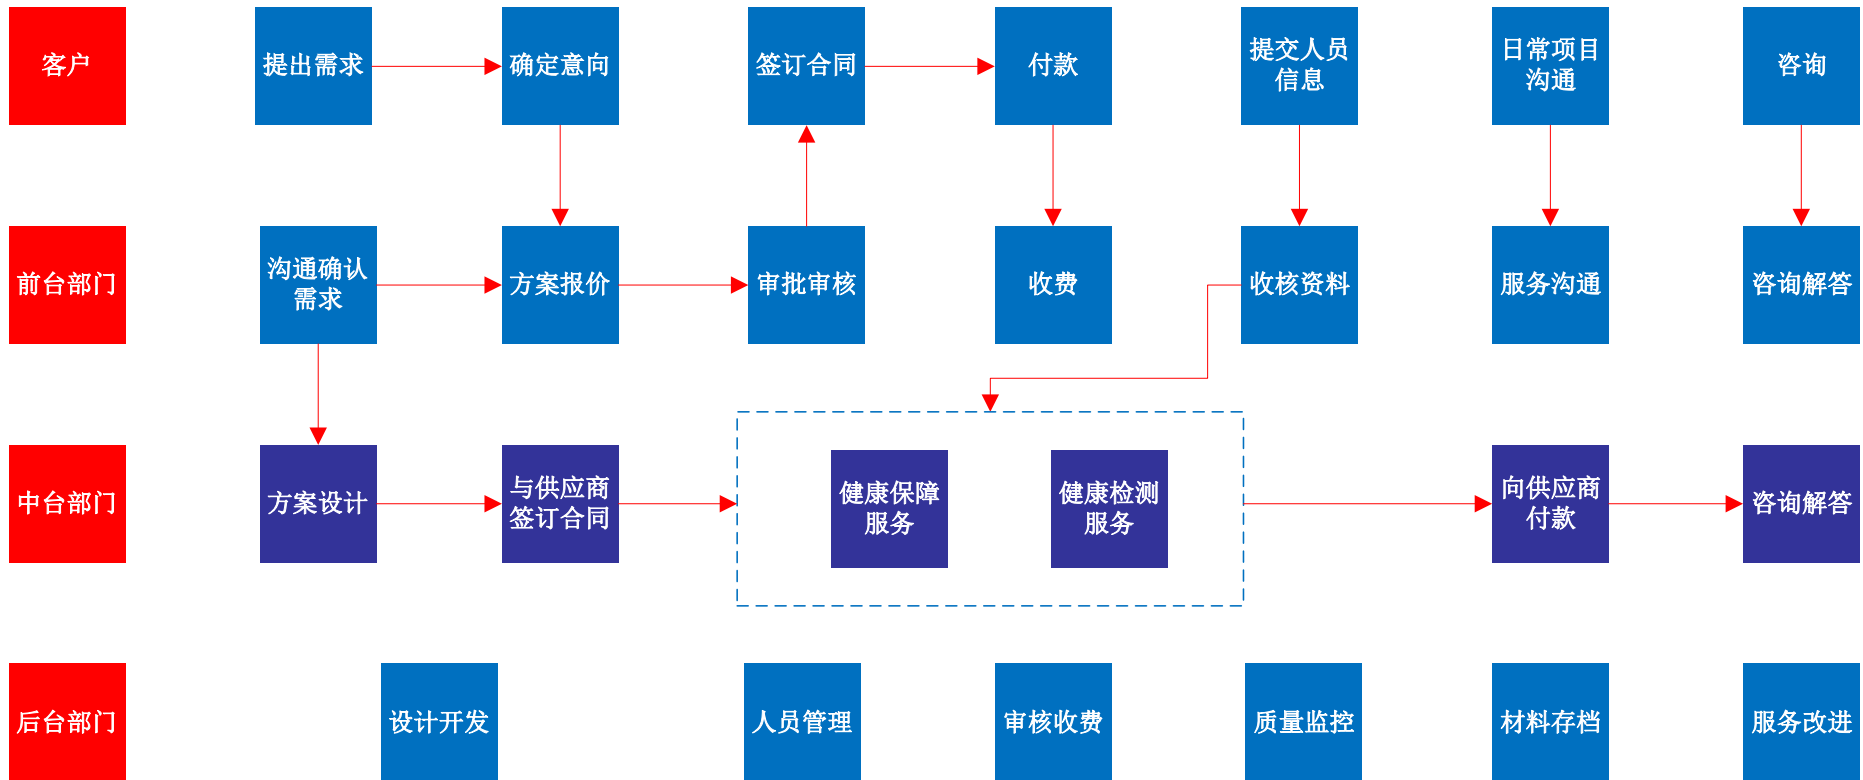 客户
提出需求
确定意向
签订合同
付款
提交人员
信息
日常项目
沟通
咨询
前台部门
沟通确认
需求
方案报价
审批审核
收费
收核资料
服务沟通
咨询解答
中台部门
方案设计
与供应商
签订合同
健康保障
服务
健康检测
服务
向供应商
付款
咨询解答
后台部门
设计开发
人员管理
审核收费
质量监控
材料存档
服务改进